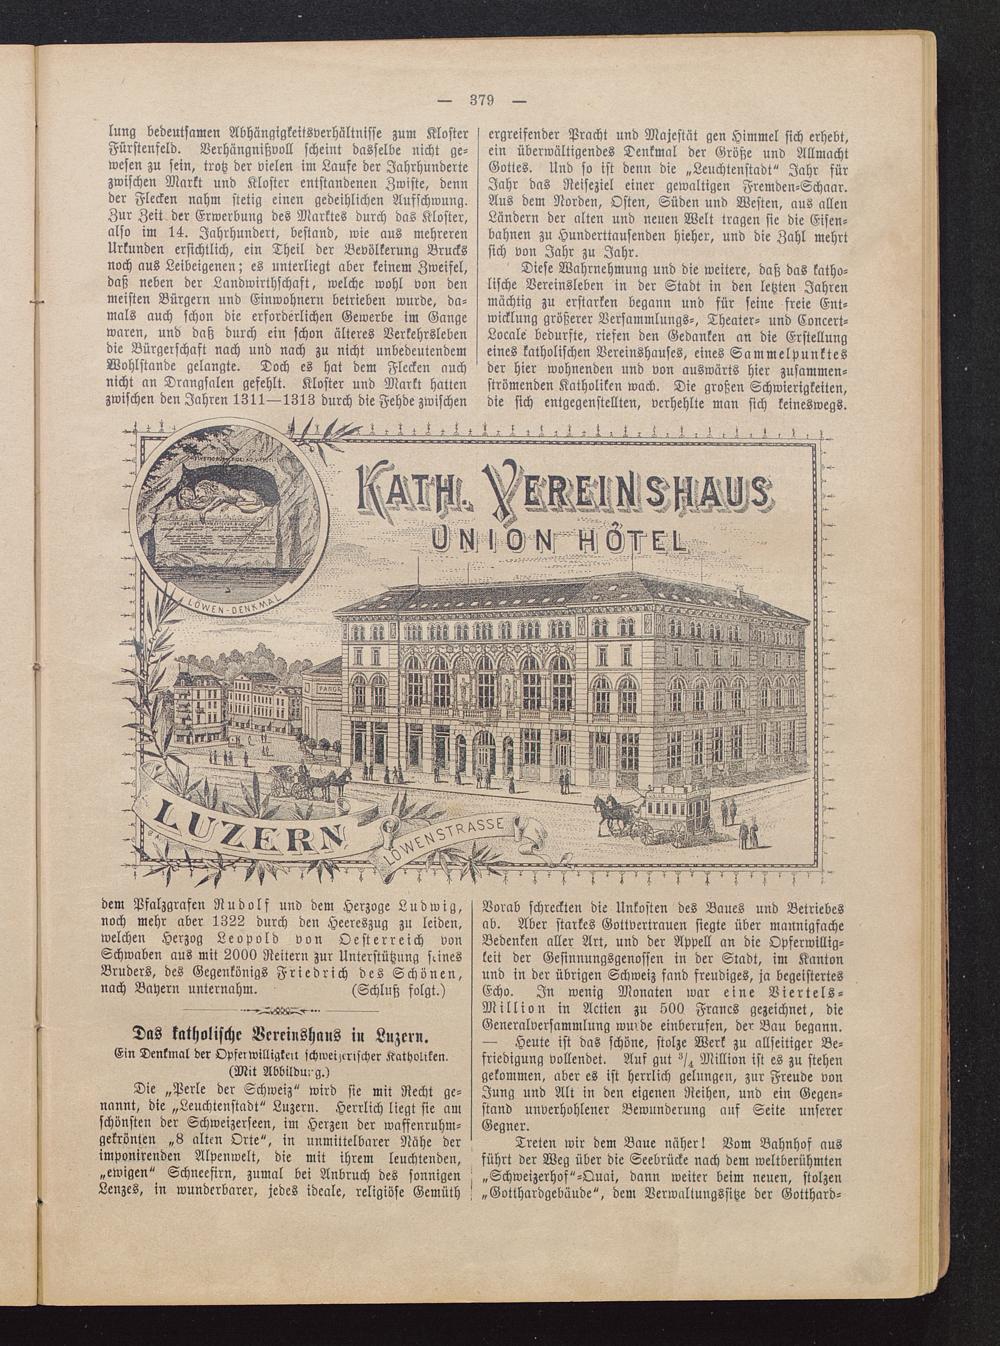 — 379 —
lung bedeutsamen Abhängigkeitsverhältnisse zum Kloster
Fürstenfeld. Verhängnißvoll scheint dasselbe nicht ge-
wesen zu sein, trotz der vielen im Laufe der Jahrhunderte
zwischen Markt und Kloster entstandenen Zwiste, denn
der Flecken nahm stetig einen gedeihlichen Aufschwung.
Zur Zeit der Erwerbung des Marktes durch das Kloster,
also im 14. Jahrhundert, bestand, wie aus mehreren
Urkunden ersichtlich, ein Theil der Bevölkerung Brucks
noch aus Leibeigenen; es unterliegt aber keinem Zweifel,
daß neben der Landwirthschaft, welche wohl von den
meisten Bürgern und Einwohnern betrieben wurde, da-
mals auch schon die erforderlichen Gewerbe im Gange
waren, und daß durch ein schon älteres Verkehrsleben
die Bürgerschaft nach und nach zu nicht unbedeutendem
Wohlstande gelangte. Doch es hat dem Flecken auch
nicht an Drangsalen gefehlt. Kloster und Markt hatten
zwischen den Jahren 1311—1313 durch die Fehde zwischen
ergreifender Pracht und Majestät gen Himmel sich erhebt,
ein überwältigendes Denkmal der Größe und Allmacht
Gottes. Und so ist denn die „Leuchtenstadt" Jahr für
Jahr das Reiseziel einer gewaltigen Fremden-Schaar.
Aus dem Norden, Osten, Süden und Westen, aus allen
Ländern der alten und neuen Welt tragen sie die Eisen-
bahnen zu Hunderttausenden hieher, und die Zahl mehrt
sich von Jahr zu Jahr.
Diese Wahrnehmung und die weitere, daß das katho-
lische Vereinsleben in der Stadt in den letzten Jahren
mächtig zu erstarken begann und für seine freie Ent-
wicklung größerer Versammlungs-, Theater- und Concert-
Locale bedurfte, riefen den Gedanken an die Erstellung
eines katholischen Vereinshauses, eines Sammelpunktes
der hier wohnenden und von auswärts hier zusammen-
strömenden Katholiken wach. Die großen Schwierigkeiten,
die sich entgegenstellten, verhehlte man sich keineswegs.
KATH. VEREINSHAUS
UNION HÔTEL
LÖWEN-DENKMAL
PANOR
LUZERN
LÖWENSTRASSE
dem Pfalzgrafen Rudolf und dem Herzoge Ludwig,
noch mehr aber 1322 durch den Heereszug zu leiden,
welchen Herzog Leopold von Oesterreich von
Schwaben aus mit 2000 Reitern zur Unterstützung seines
Bruders, des Gegenkönigs Friedrich des Schönen,
nach Bayern unternahm. (Schluß folgt.)
Das katholische Vereinshaus in Luzern.
Ein Denkmal der Opferwilligkeit schweizerischer Katholiken.
(Mit Abbildung.)
Die „Perle der Schweiz" wird sie mit Recht ge-
nannt, die „Leuchtenstadt" Luzern. Herrlich liegt sie am
schönsten der Schweizerseen, im Herzen der waffenruhm-
gekrönten „8 alten Orte", in unmittelbarer Nähe der
imponirenden Alpenwelt, die mit ihrem leuchtenden,
„ewigen" Schneefirn, zumal bei Anbruch des sonnigen
Lenzes, in wunderbarer, jedes ideale, religiöse Gemüth
Vorab schreckten die Unkosten des Baues und Betriebes
ab. Aber starkes Gottvertrauen siegte über mannigfache
Bedenken aller Art, und der Appell an die Opferwillig-
keit der Gesinnungsgenossen in der Stadt, im Kanton
und in der übrigen Schweiz fand freudiges, ja begeistertes
Echo. In wenig Monaten war eine Viertels-
Million in Actien zu 500 Francs gezeichnet, die
Generalversammlung wurde einberufen, der Bau begann.
— Heute ist das schöne, stolze Werk zu allseitiger Be-
friedigung vollendet. Auf gut 3/4 Million ist es zu stehen
gekommen, aber es ist herrlich gelungen, zur Freude von
Jung und Alt in den eigenen Reihen, und ein Gegen-
stand unverhohlener Bewunderung auf Seite unserer
Gegner.
Treten wir dem Baue näher! Vom Bahnhof aus
führt der Weg über die Seebrücke nach dem weltberühmten
„Schweizerhof"-Quai, dann weiter beim neuen, stolzen
„Gotthardgebäude", dem Verwaltungssitze der Gotthard-